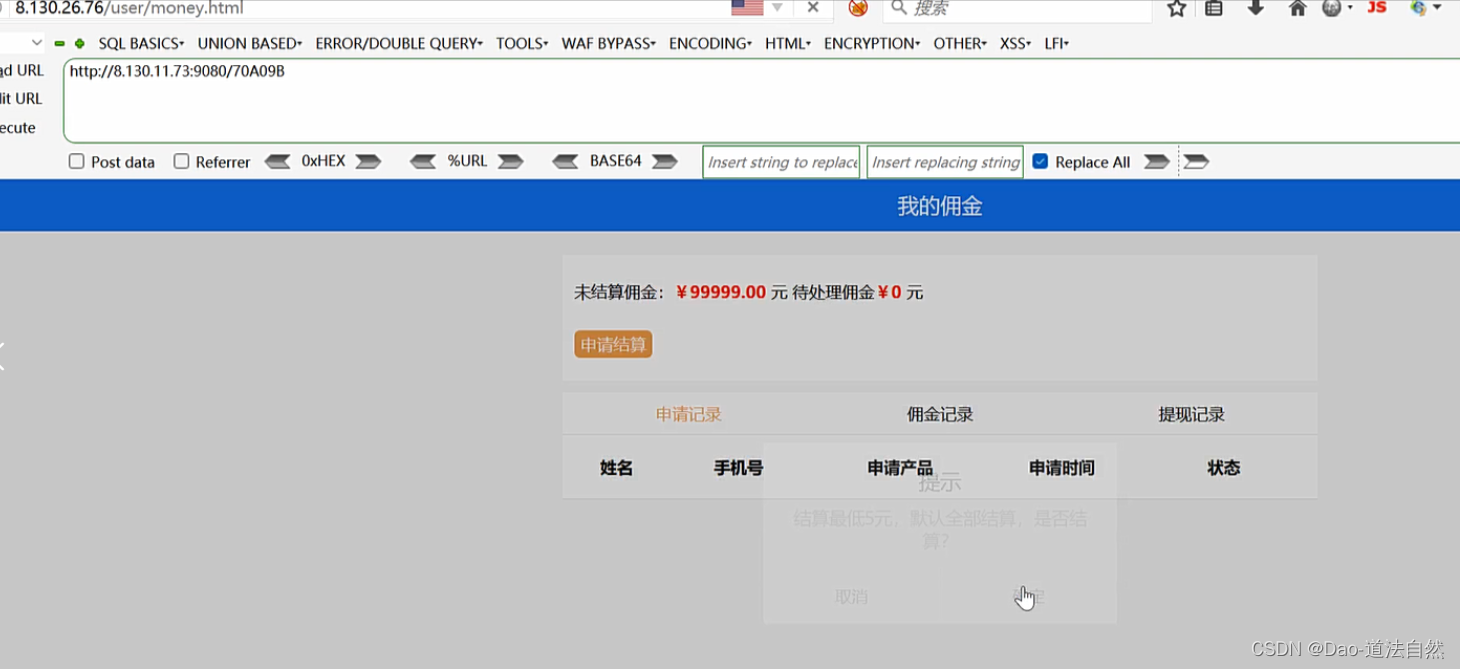 8.130.26.76/user/money.html
搜索
JS
SQL BASICS UNION BASED ERROR/DOUBLE QUERY TOOLS WAF BYPASS ENCODING HTML ENCRYPTION OTHER XSS LFI
ad URL
http://8.130.11.73:9080/70A09B
lit URL
ecute
Post data Referrer 0xHEX %URL BASE64 Insert string to replace Insert replacing string Replace All
我的佣金
未结算佣金：￥99999.00 元 待处理佣金￥0 元
申请结算
申请记录 佣金记录 提现记录
姓名 手机号 申请产品 申请时间 状态
提示
结算最低5元，默认全部结算，是否结
算?
取消 确定
CSDN @Dao-道法自然